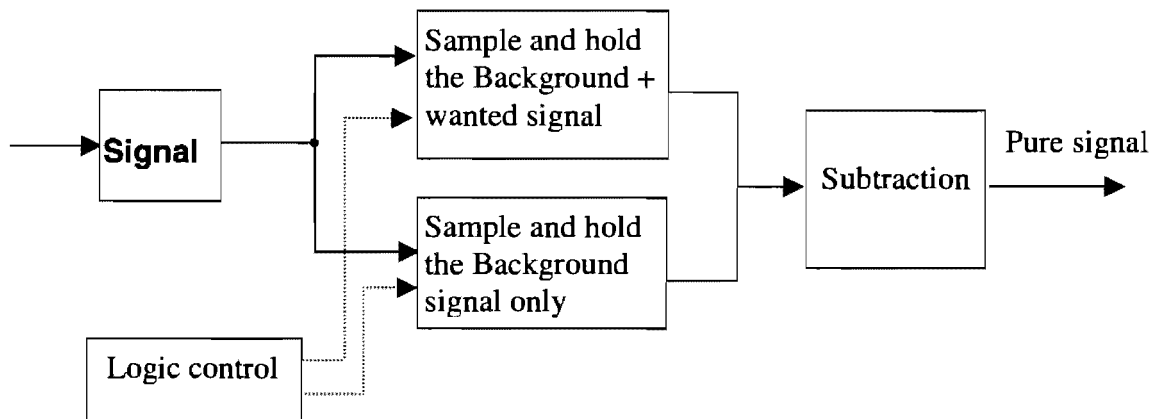 Sample and hold
the Background +
wanted signal
Signal
Pure signal
Subtraction
Sample and hold
the Background
signal only
Logic control